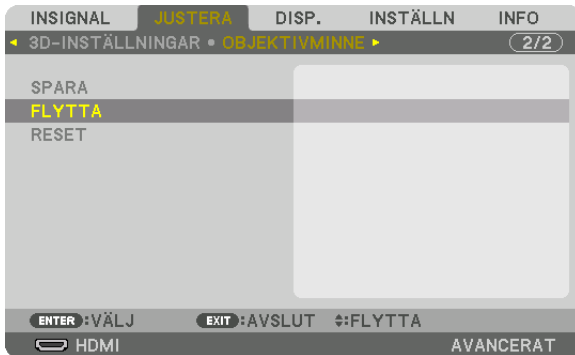 INSIGNAL JUSTERA DISP. INSTÄLLN INFO
3D-INSTÄLLNINGAR • OBJEKTIVMINNE 2/2
SPARA
FLYTTA
RESET
ENTER :VÄLJ EXIT :AVSLUT :FLYTTA
HDMI AVANCERAT